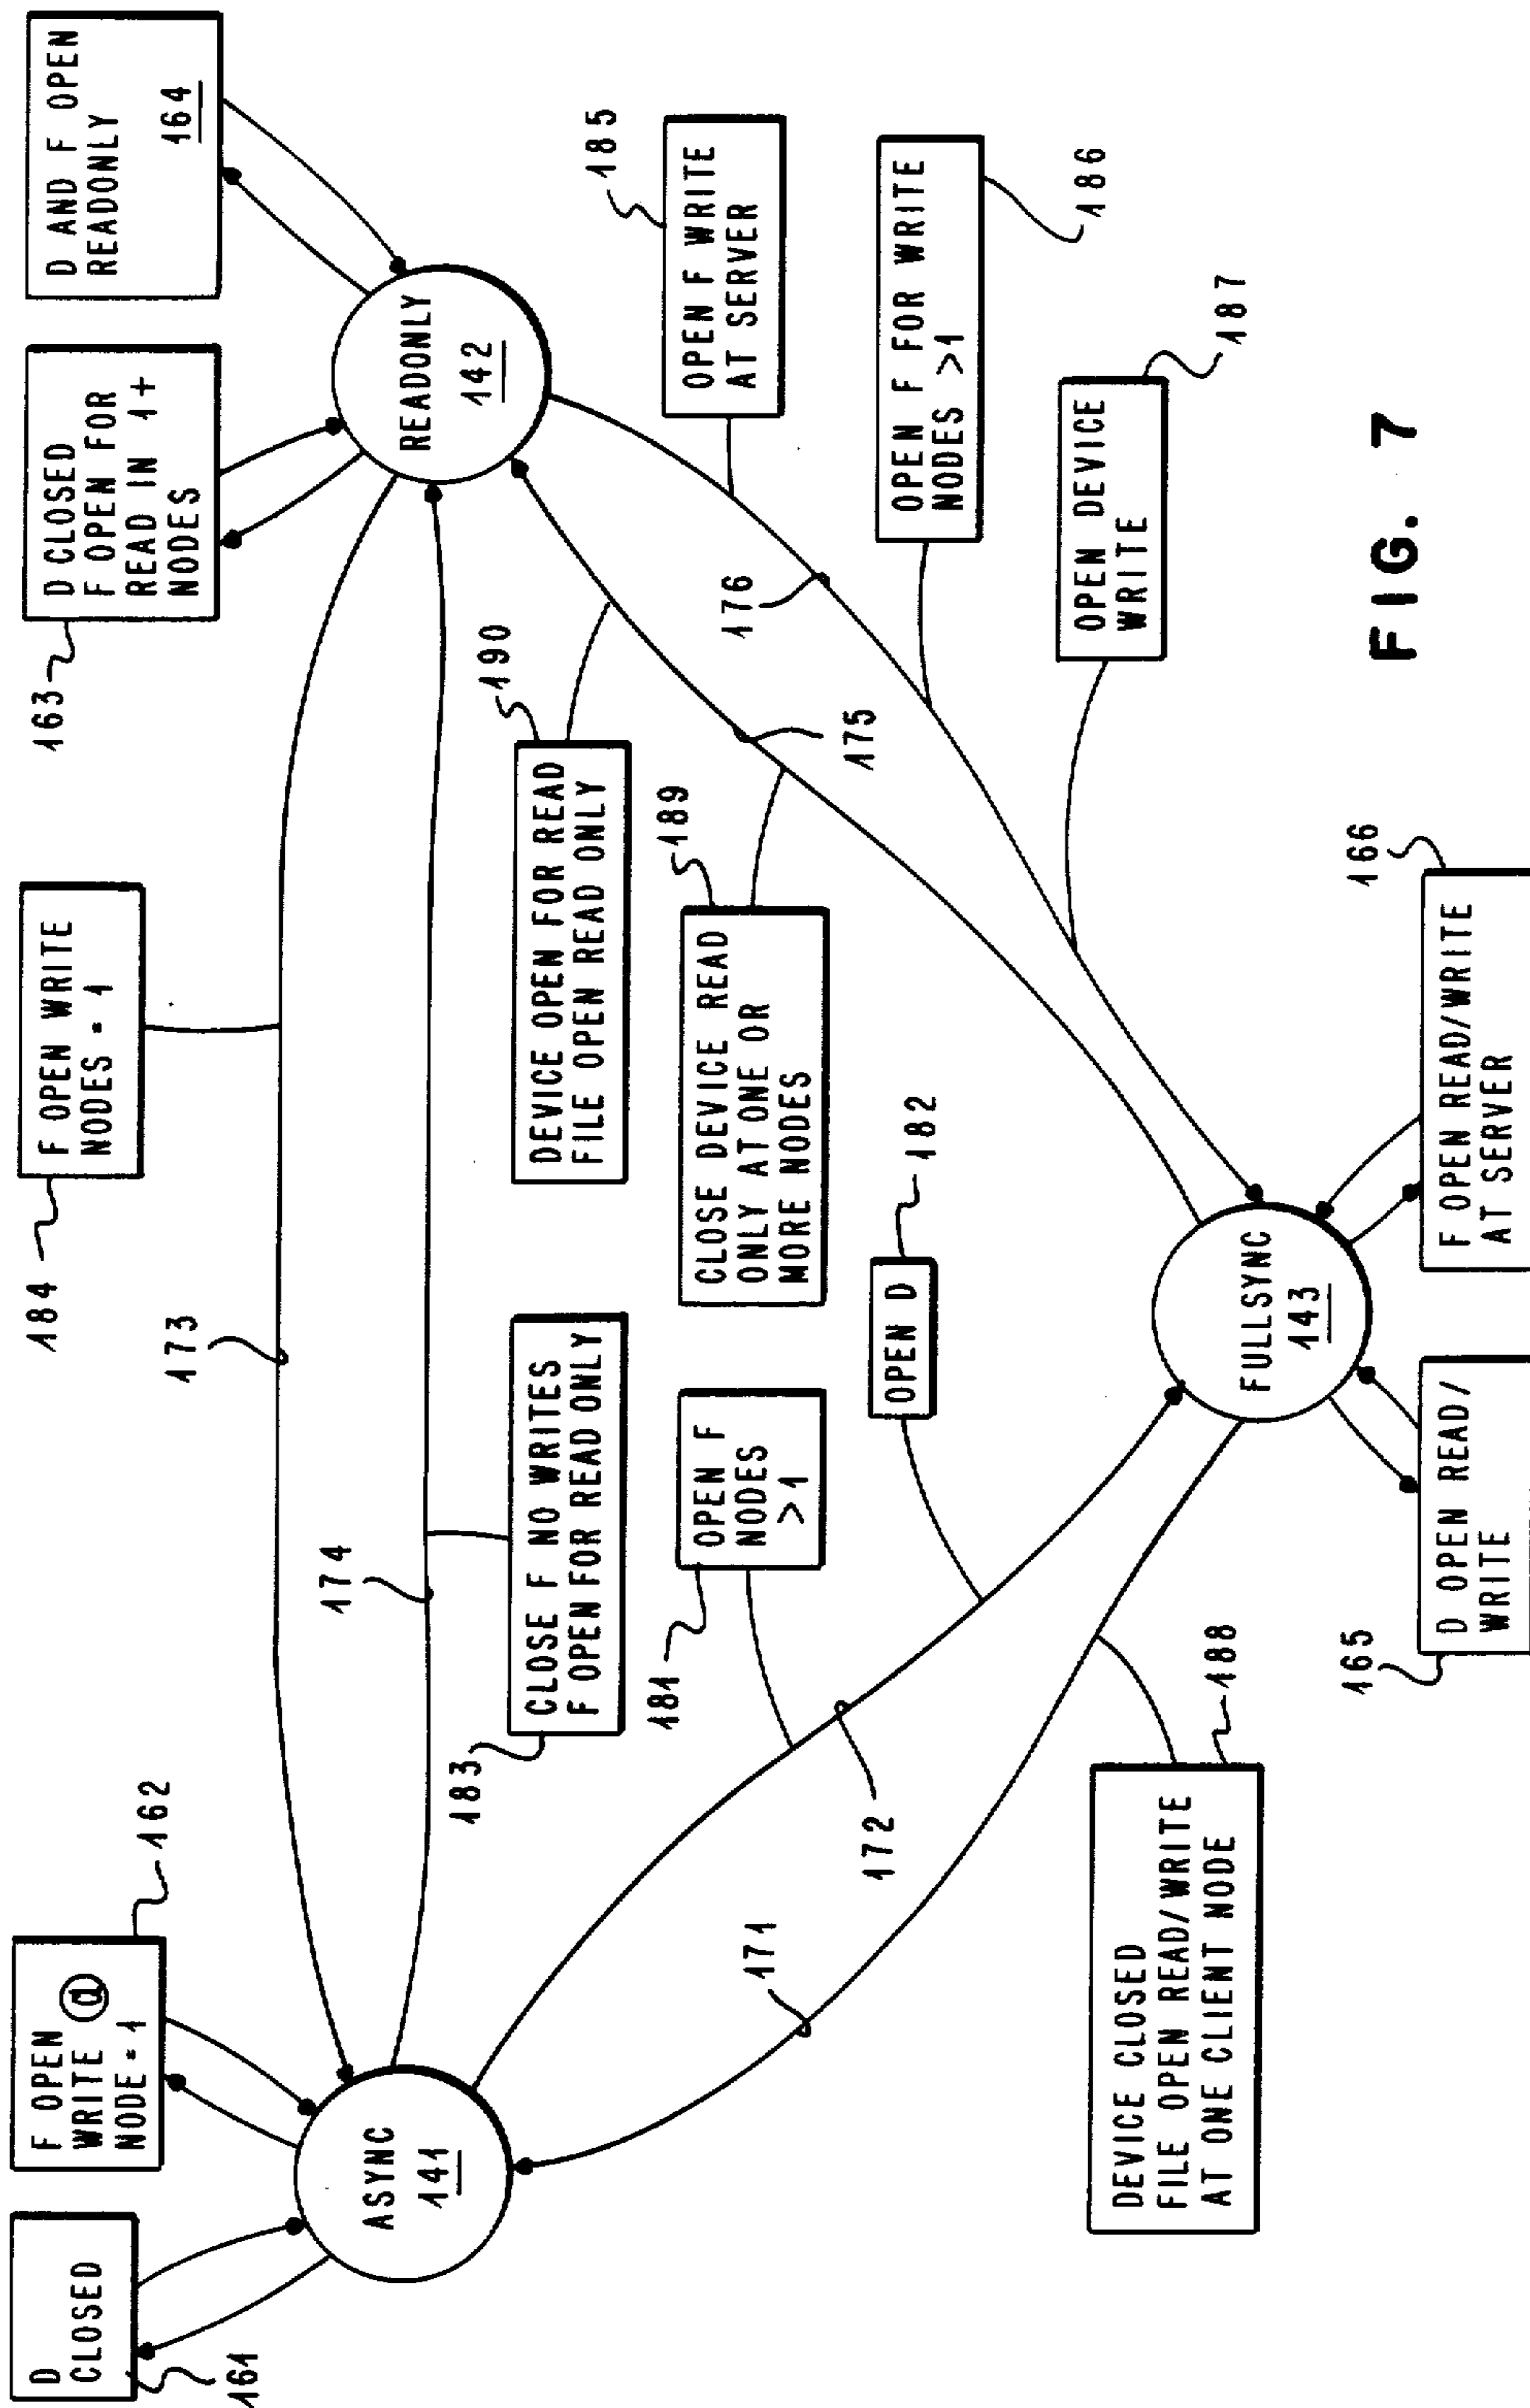 D
CLOSED
161
F OPEN
WRITE @
NODE = 1
162
184
F OPEN WRITE
NODES = 1
163
D CLOSED
F OPEN FOR
READ IN 1+
NODES
D AND F OPEN
READONLY
164
173
174
ASYNC
141
READONLY
142
183
CLOSE F NO WRITES
F OPEN FOR READ ONLY
DEVICE OPEN FOR READ
FILE OPEN READ ONLY
190
181
OPEN F
NODES
>1
CLOSE DEVICE READ
ONLY AT ONE OR
MORE NODES
189
176
OPEN F WRITE
AT SERVER
185
171
172
OPEN D
182
175
OPEN F FOR WRITE
NODES >1
186
DEVICE CLOSED
FILE OPEN READ/WRITE
AT ONE CLIENT NODE
188
FULLSYNC
143
OPEN DEVICE
WRITE
187
165
D OPEN READ/
WRITE
F OPEN READ/WRITE
AT SERVER
166
FIG. 7